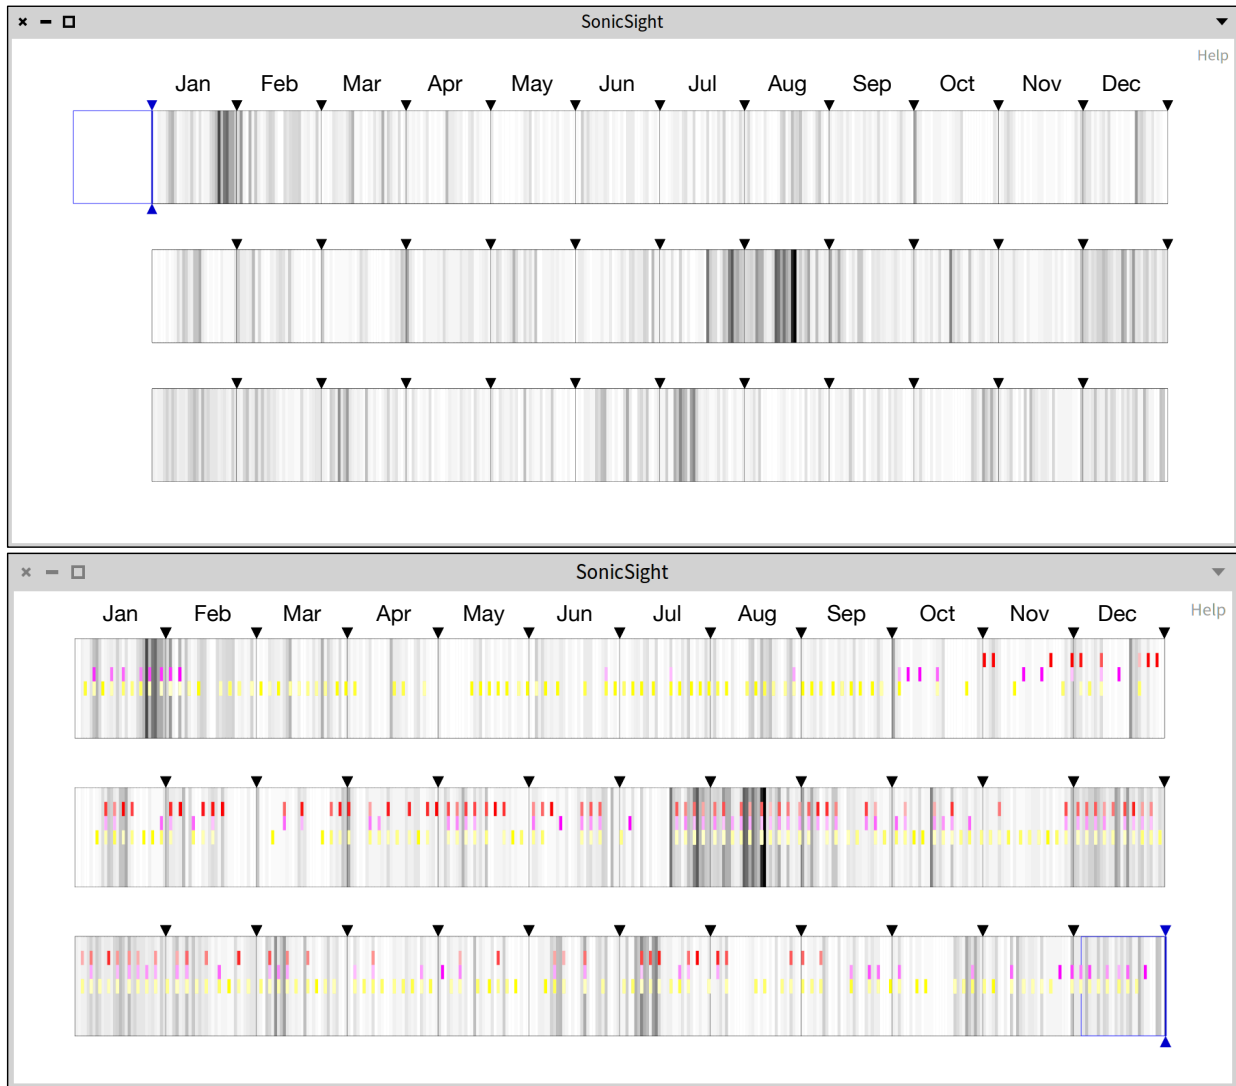 SonicSight
Help
Jan Feb Mar Apr May Jun Jul Aug Sep Oct Nov Dec
SonicSight
Jan Feb Mar Apr May Jun Jul Aug Sep Oct Nov Dec Help